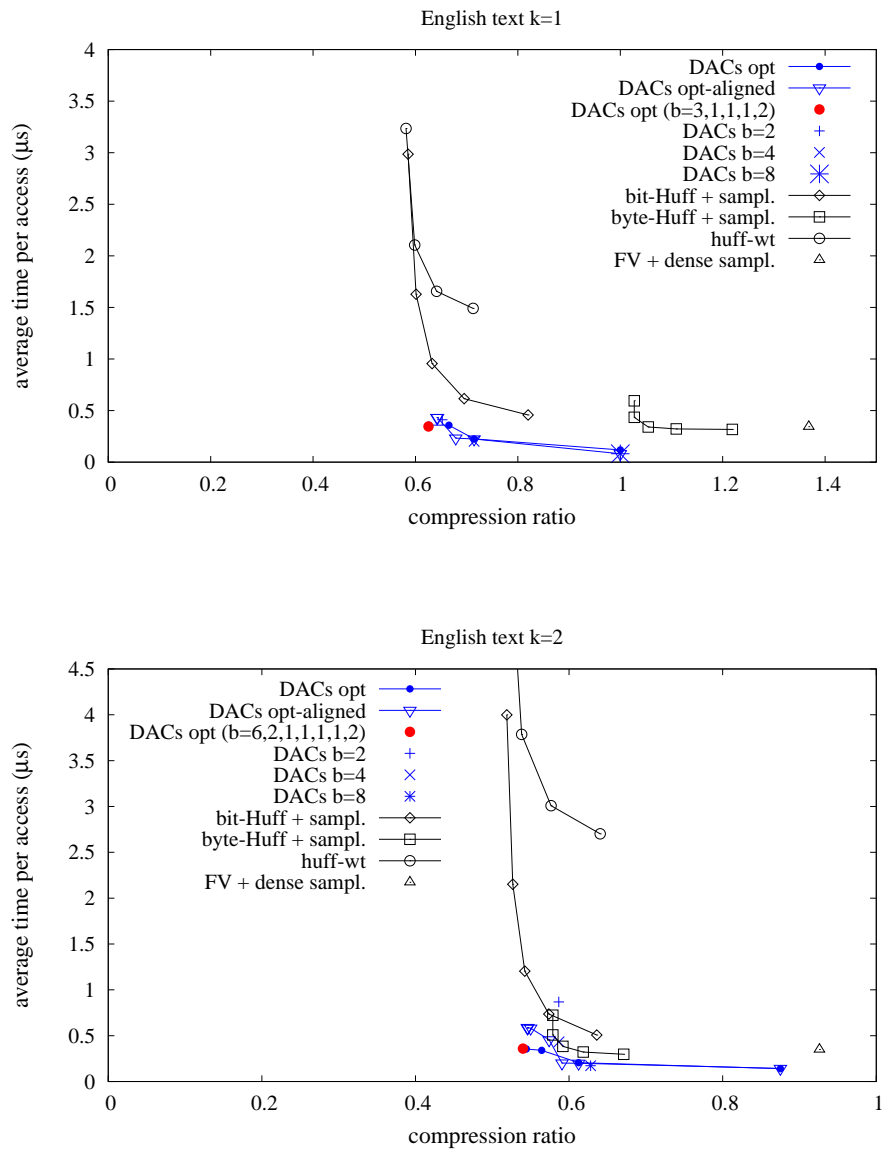 English text k=1
4
3.5
3
2.5
2
1.5
1
0.5
0
average time per access (μs)
DACs opt
DACs opt-aligned
DACs opt (b=3,1,1,1,2)
DACs b=2
DACs b=4
DACs b=8
bit-Huff + sampl.
byte-Huff + sampl.
huff-wt
FV + dense sampl.
0 0.2 0.4 0.6 0.8 1 1.2 1.4
compression ratio
English text k=2
4.5
4
3.5
3
2.5
2
1.5
1
0.5
0
average time per access (μs)
DACs opt
DACs opt-aligned
DACs opt (b=6,2,1,1,1,1,2)
DACs b=2
DACs b=4
DACs b=8
bit-Huff + sampl.
byte-Huff + sampl.
huff-wt
FV + dense sampl.
0 0.2 0.4 0.6 0.8 1
compression ratio